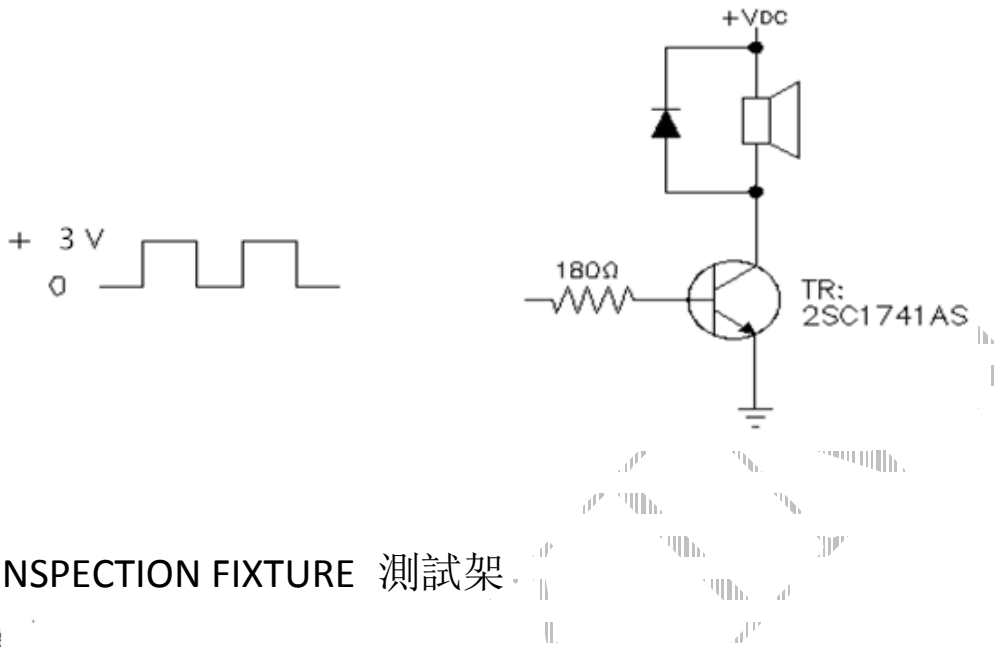 +VDC
+ 3 V
0
180Ω
TR:
2SC1741AS
NSPECTION FIXTURE 測試架